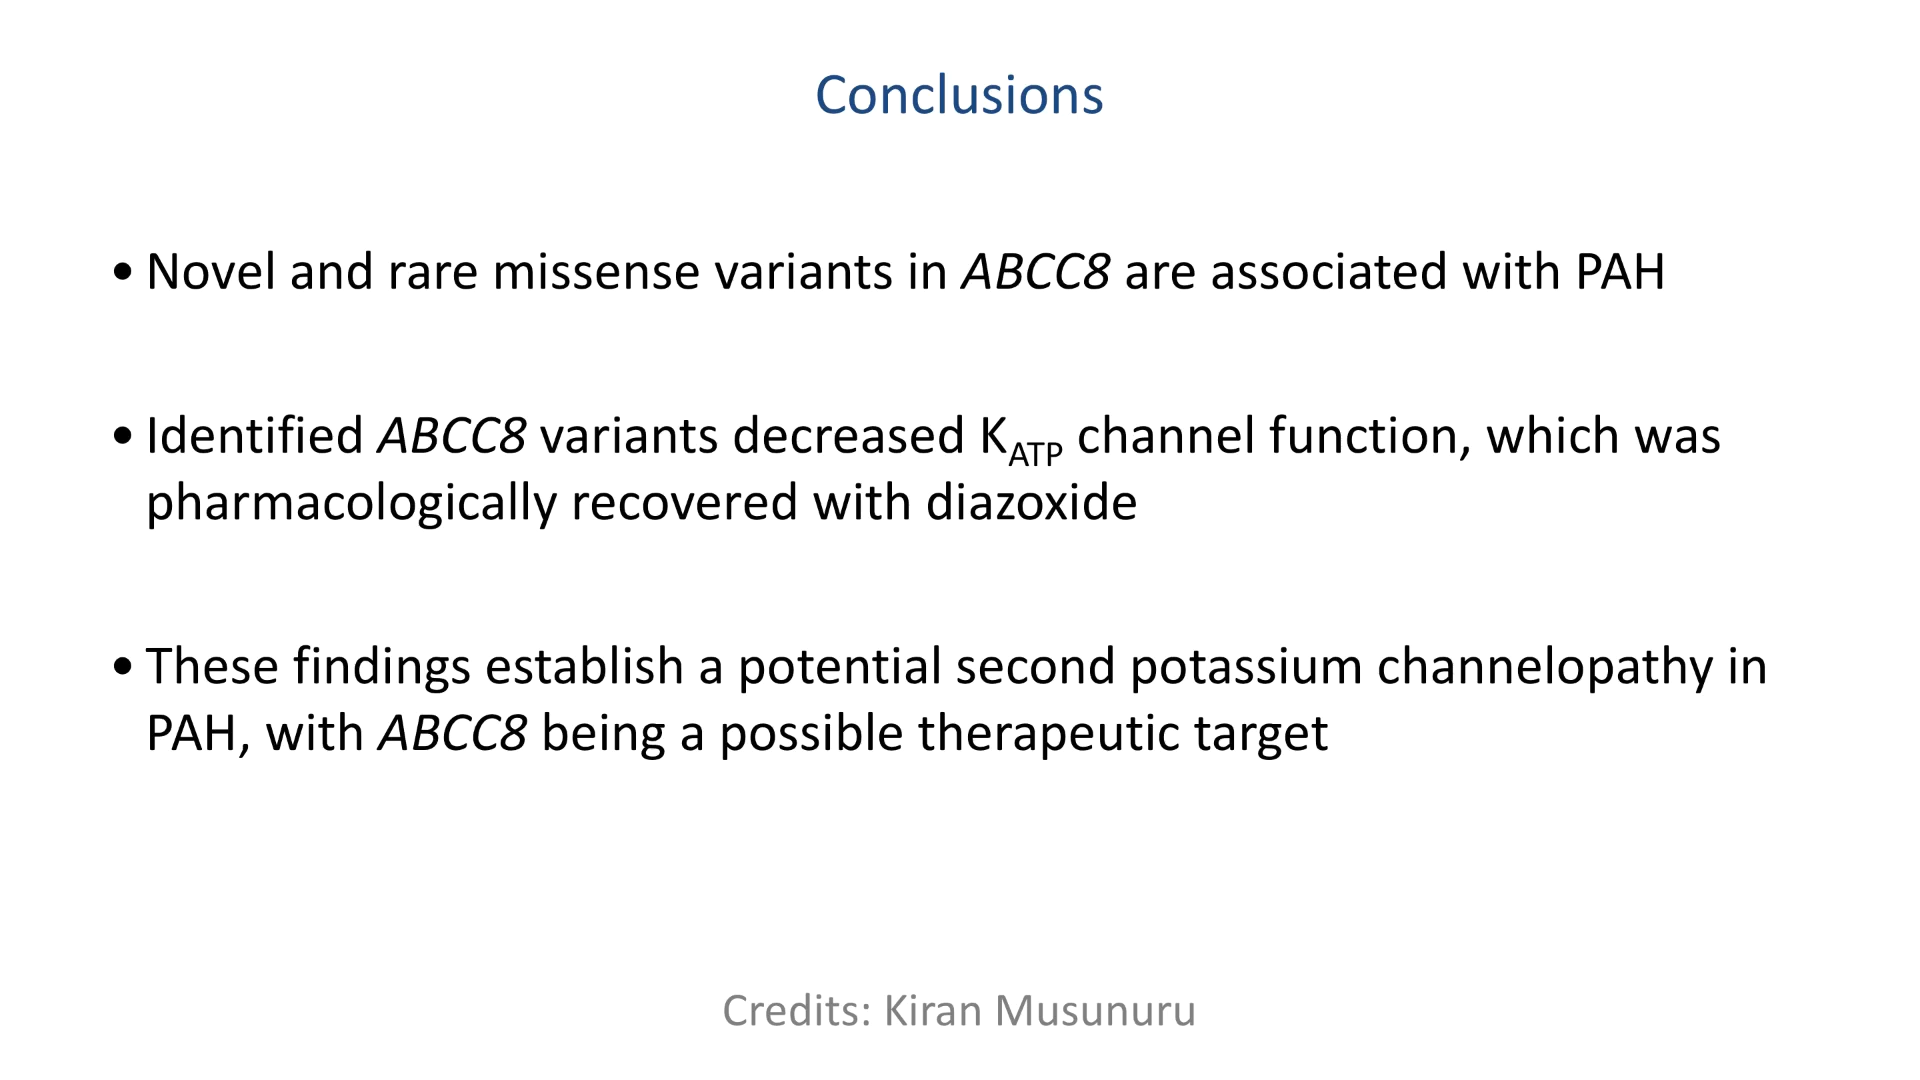 Conclusions
• Novel and rare missense variants in ABCC8 are associated with PAH
• Identified ABCC8 variants decreased KATP channel function, which was
pharmacologically recovered with diazoxide
• These findings establish a potential second potassium channelopathy in
PAH, with ABCC8 being a possible therapeutic target
Credits: Kiran Musunuru